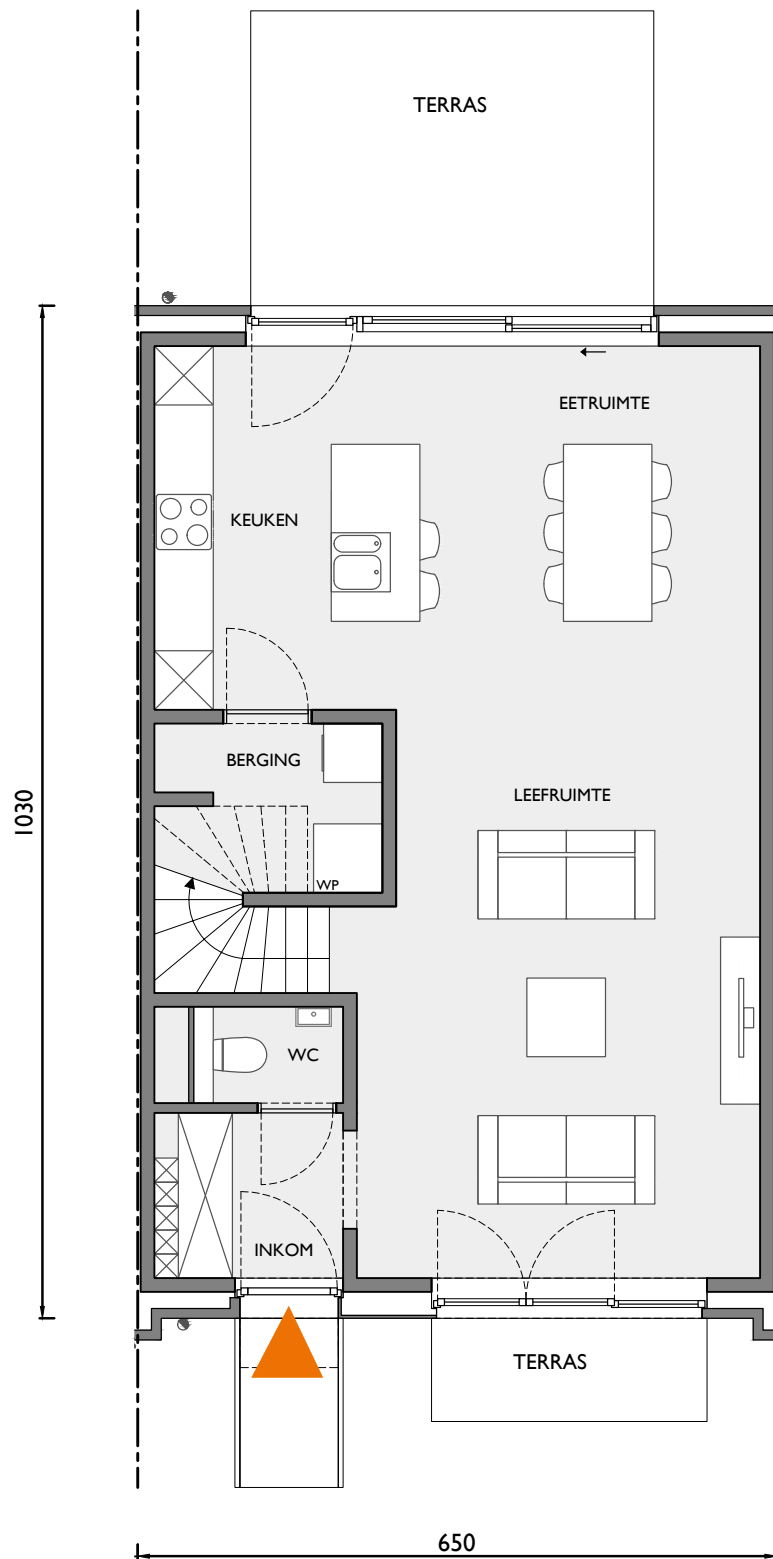 TERRAS
EETRUIMTE
KEUKEN
BERGING
LEEFRUIMTE
1030
WP
WC
INKOM
TERRAS
650